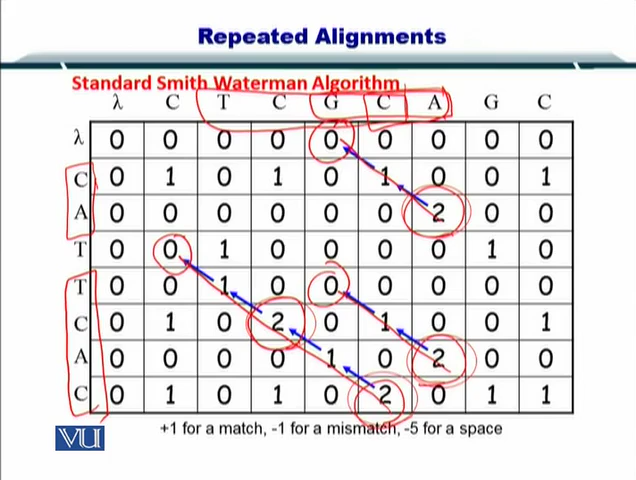 Repeated Alignments
Standard Smith Waterman Algorithm
λ C T C G C A G C
λ 0 0 0 0 0 0 0 0 0
C 0 1 0 1 0 1 0 0 1
A 0 0 0 0 0 0 2 0 0
T 0 0 1 0 0 0 0 1 0
T 0 0 1 0 0 0 0 0 0
C 0 1 0 2 0 1 0 0 1
A 0 0 0 0 1 0 2 0 0
C 0 1 0 1 0 2 0 1 1
+1 for a match, -1 for a mismatch, -5 for a space
VU